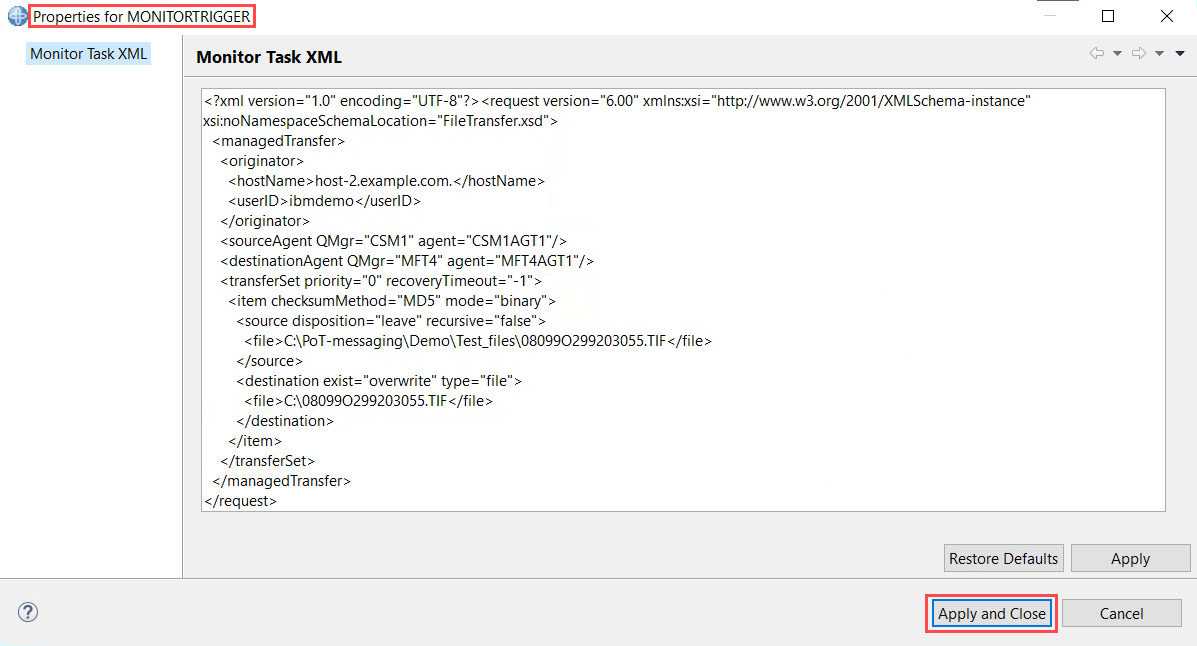 Properties for MONITORTRIGGER
Monitor Task XML
Monitor Task XML
<?xml version="1.0" encoding="UTF-8"?><request version="6.00" xmlns:xsi="http://www.w3.org/2001/XMLSchema-instance"
xsi:noNamespaceSchemaLocation="FileTransfer.xsd">
<managedTransfer>
<originator>
<hostName>host-2.example.com.</hostName>
<userID>ibmdemo</userID>
</originator>
<sourceAgent QMgr="CSM1" agent="CSM1AGT1"/>
<destinationAgent QMgr="MFT4" agent="MFT4AGT1"/>
<transferSet priority="0" recoveryTimeout="-1">
<item checksumMethod="MD5" mode="binary">
<source disposition="leave" recursive="false">
<file>C:\PoT-messaging\Demo\Test_files\08099O299203055.TIF</file>
</source>
<destination exist="overwrite" type="file">
<file>C:\08099O299203055.TIF</file>
</destination>
</item>
</transferSet>
</managedTransfer>
</request>
Restore Defaults
Apply
Apply and Close
Cancel